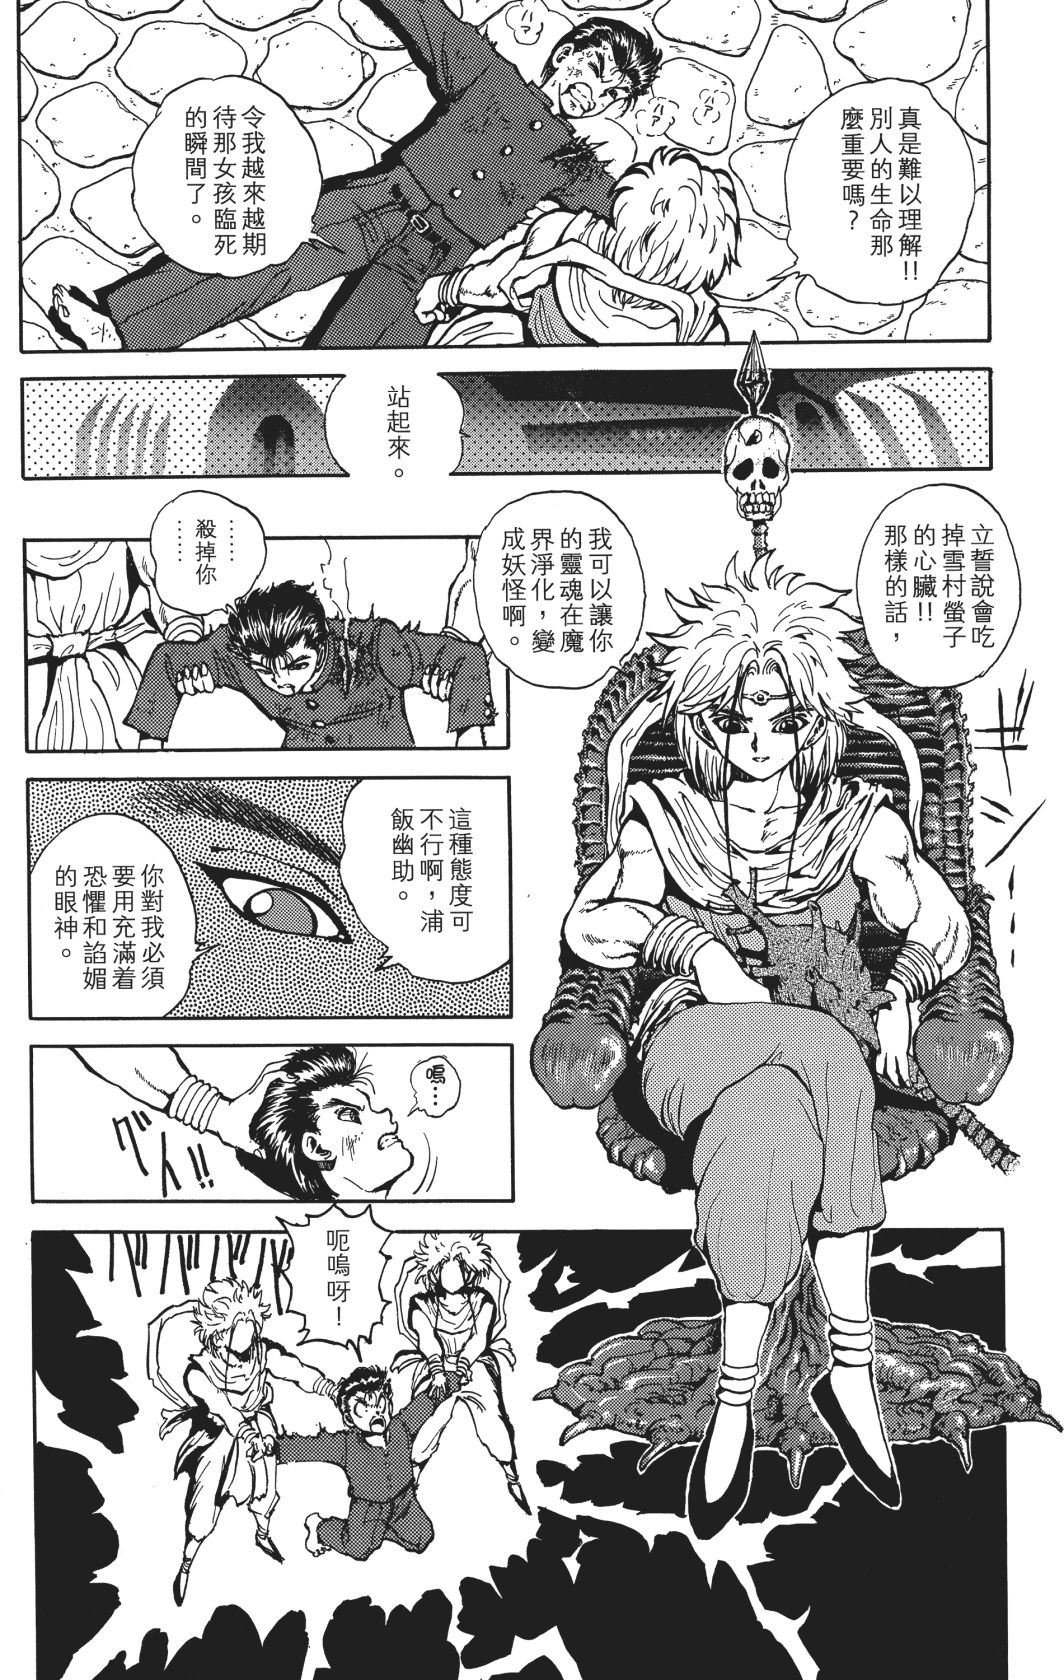 真是難以理解!!
別人的生命那
麼重要嗎？
令我越來越期
待那女孩臨死
的瞬間了。
站起來。
立誓說會吃
掉雪村螢子
的心臟!!
那樣的話，
我可以讓你
的靈魂在魔
界淨化，變
成妖怪啊。
……
殺掉你
……
這種態度可
不行啊，浦
飯幽助。
你對我必須
要用充滿着
恐懼和諂媚
的眼神。
嗚…
グイ!!
呃嗚呀！